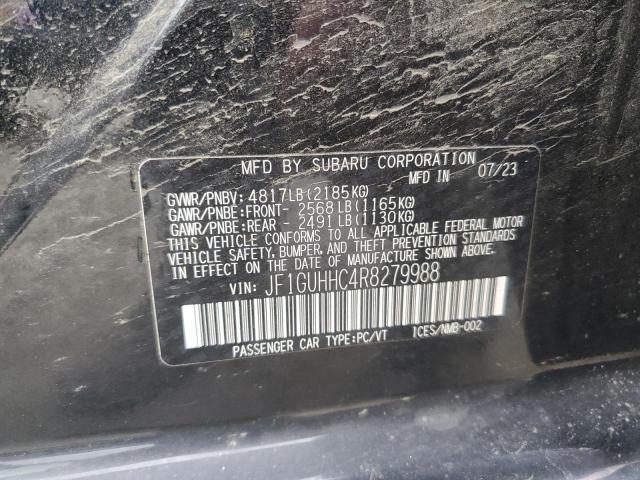 MFD BY SUBARU CORPORATION
MFD IN 07/23
GVWR/PNBV: 4817LB(2185KG)
GAWR/PNBE:FRONT- 2568LB(1165KG)
GAWR/PNBE:REAR - 2491LB(1130KG)
THIS VEHICLE CONFORMS TO ALL APPLICABLE FEDERAL MOTOR
VEHICLE SAFETY, BUMPER, AND THEFT PREVENTION STANDARDS
IN EFFECT ON THE DATE OF MANUFACTURE SHOWN ABOVE.
VIN: JF1GUHHC4R8279988
PASSENGER CAR TYPE:PC/VT ICES/NMB-002